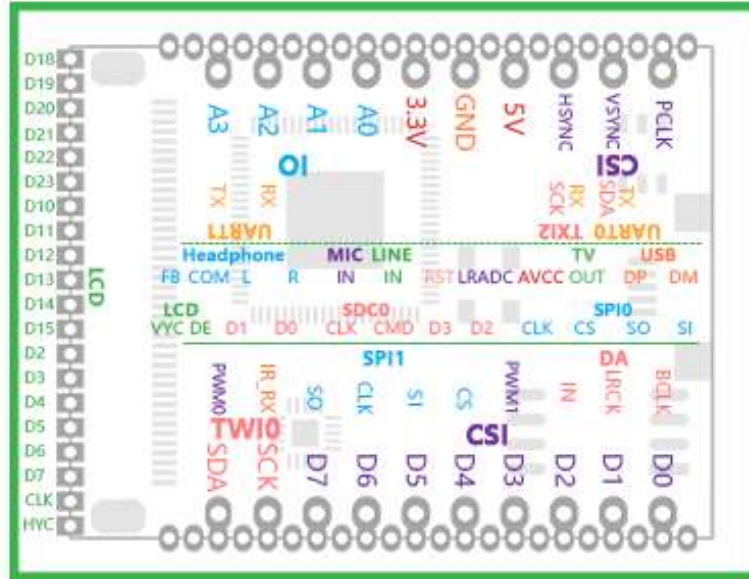 D18
D19
D20
D21
D22
D23
D10
D11
D12
D13
D14
D15
D2
D3
D4
D5
D6
D7
CLK
HYC
LCD
A3 A2 A1 A0 3.3V GND 5V HSYNC VSYNC PCLK
IO CSI
TX RX SCK RX SDA TX
UART1 TXI2 UART0
Headphone MIC LINE TV USB
FB COM L R IN IN RST LRADC AVCC OUT DP DM
LCD SDC0 SPI0
VYC DE D1 D0 CLK CMD D3 D2 CLK CS SO SI
SPI1 DA
PWM0 IR_RX SO CLK SI CS PWM1 IN LRCK BCLK
TWI0 CSI
SDA SCK D7 D6 D5 D4 D3 D2 D1 D0